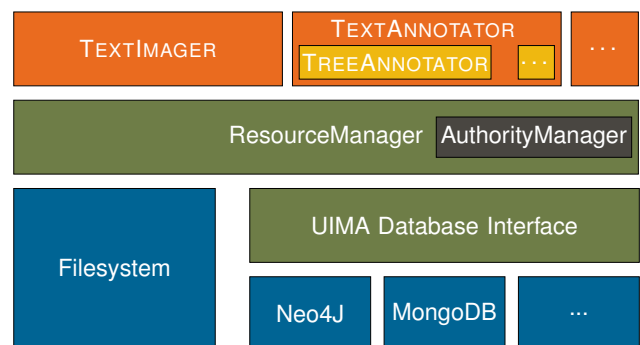 TEXTIMAGER
TEXTANNOTATOR
TREEANNOTATOR
...
...
ResourceManager
AuthorityManager
Filesystem
UIMA Database Interface
Neo4J
MongoDB
...